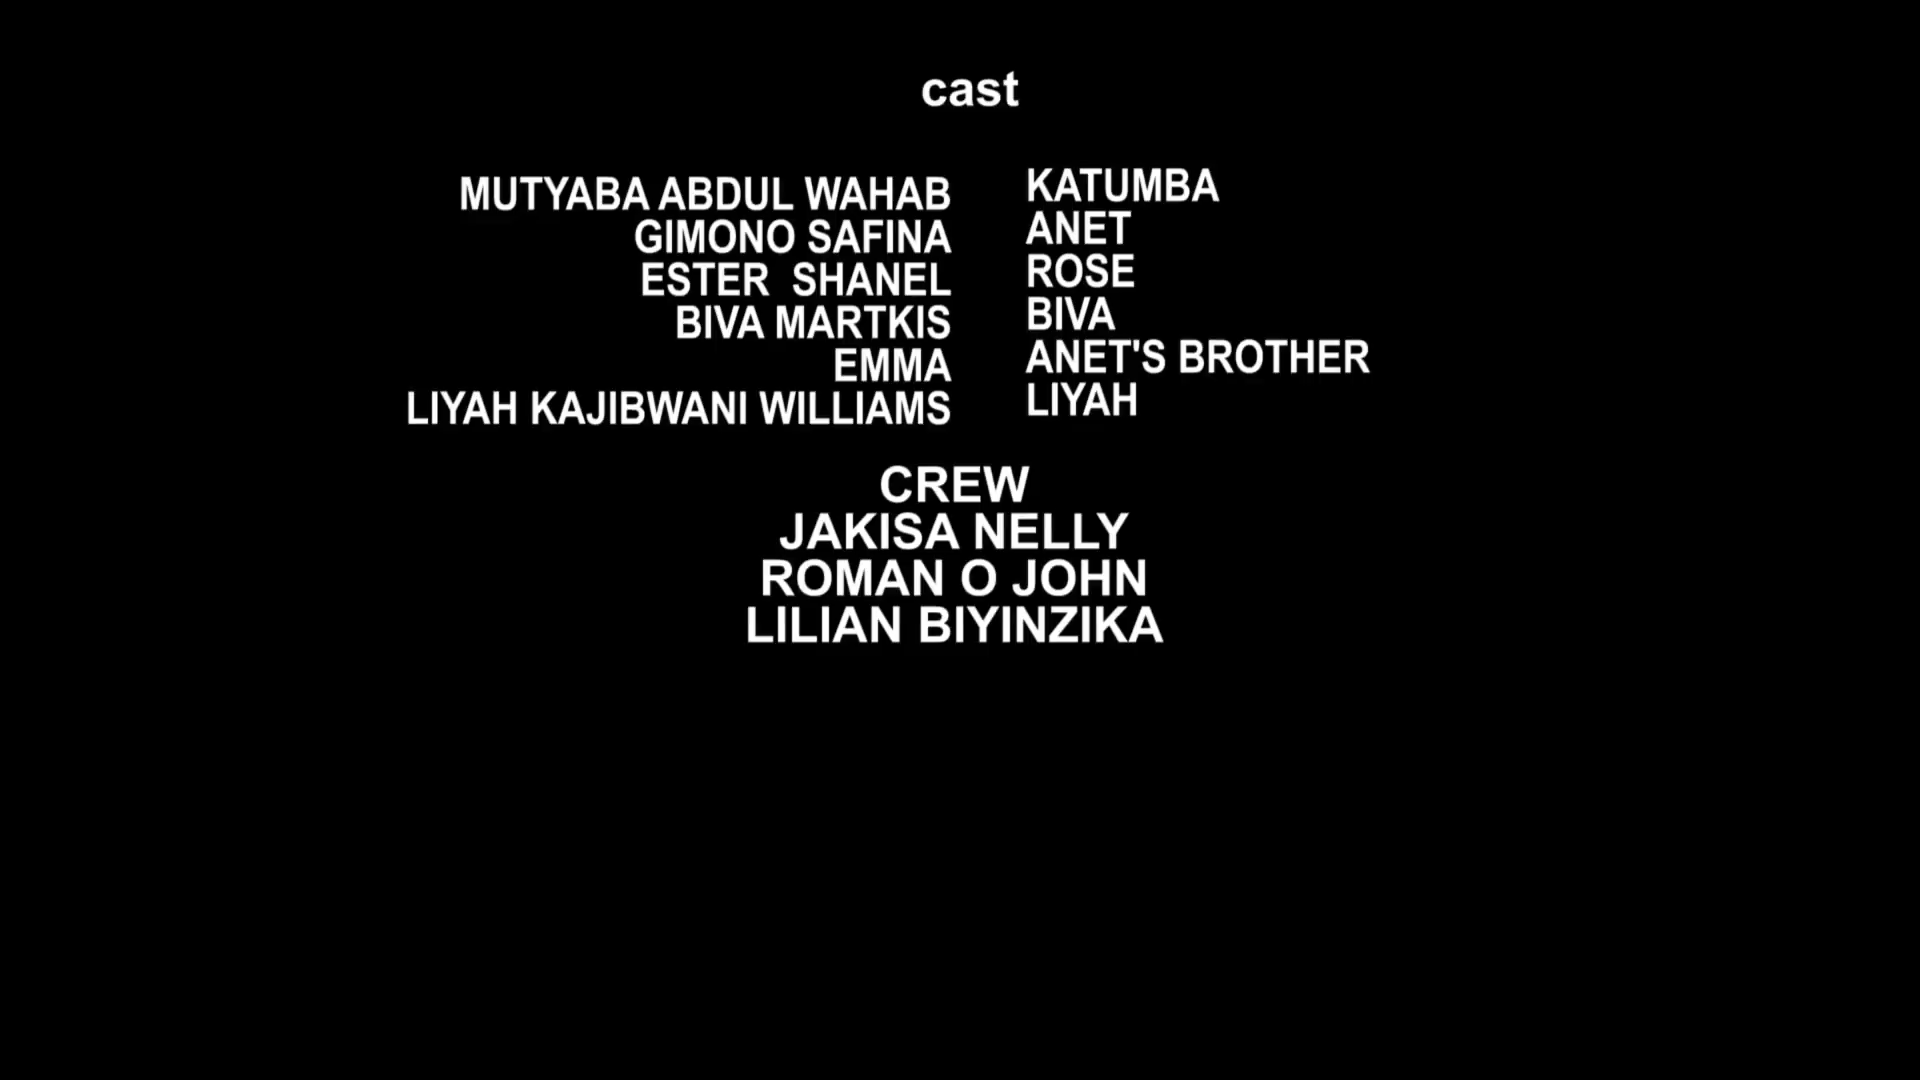 cast
MUTYABA ABDUL WAHAB KATUMBA
GIMONO SAFINA ANET
ESTER  SHANEL ROSE
BIVA MARTKIS BIVA
EMMA ANET'S BROTHER
LIYAH KAJIBWANI WILLIAMS LIYAH
CREW
JAKISA NELLY
ROMAN O JOHN
LILIAN BIYINZIKA